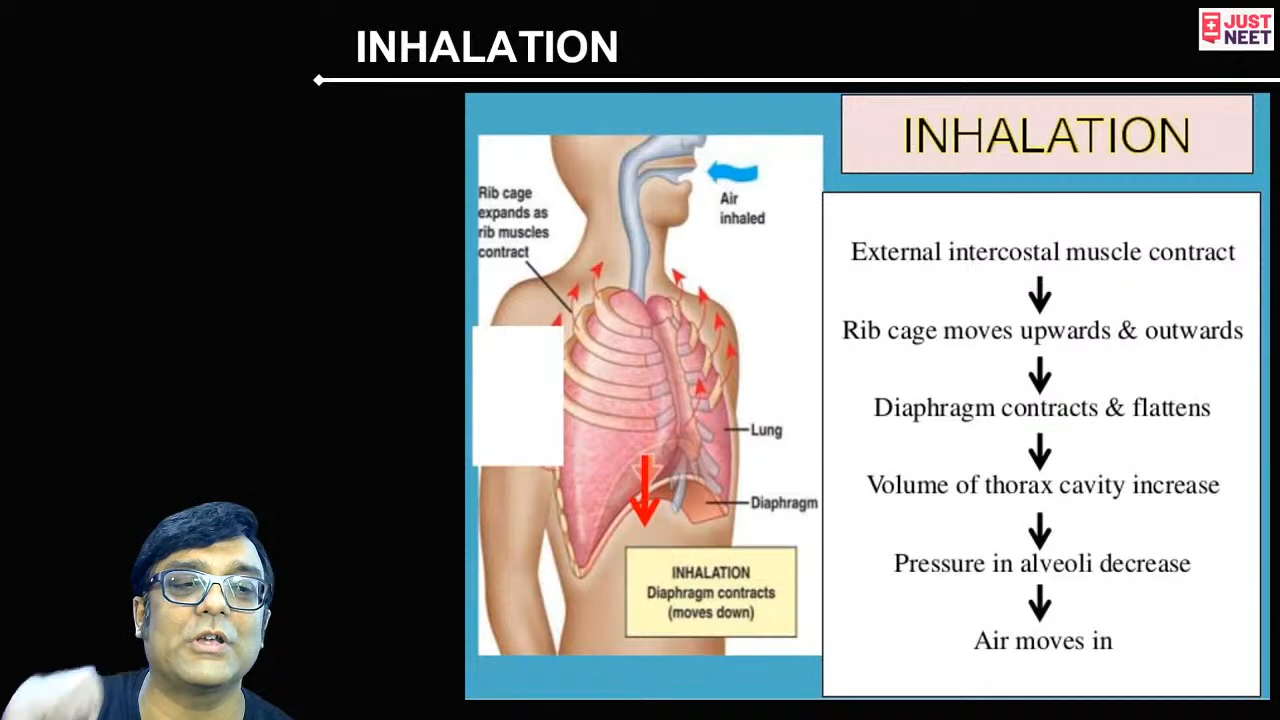 INHALATION
JUST
NEET
INHALATION
Rib cage
expands as
rib muscles
contract
Air
inhaled
Lung
Diaphragm
INHALATION
Diaphragm contracts
(moves down)
External intercostal muscle contract
Rib cage moves upwards & outwards
Diaphragm contracts & flattens
Volume of thorax cavity increase
Pressure in alveoli decrease
Air moves in